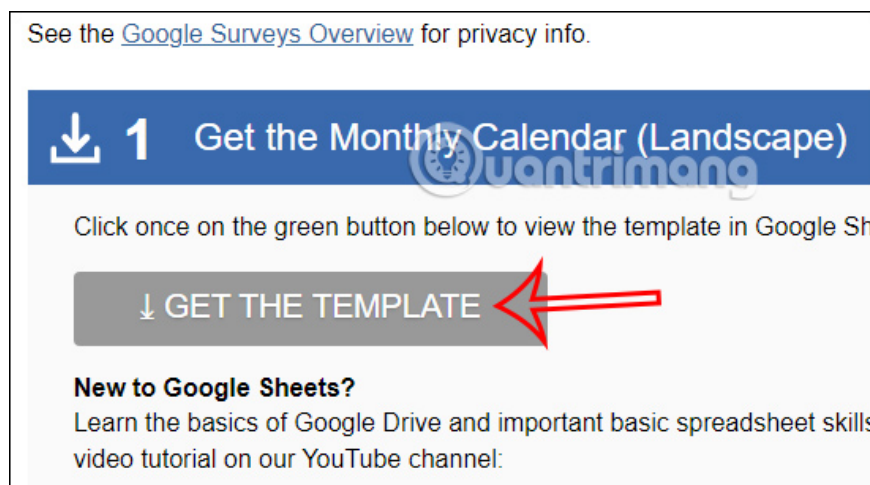 See the Google Surveys Overview for privacy info.
1 Get the Monthly Calendar (Landscape)
Quantrimang
Click once on the green button below to view the template in Google Sh
GET THE TEMPLATE
New to Google Sheets?
Learn the basics of Google Drive and important basic spreadsheet skills
video tutorial on our YouTube channel: